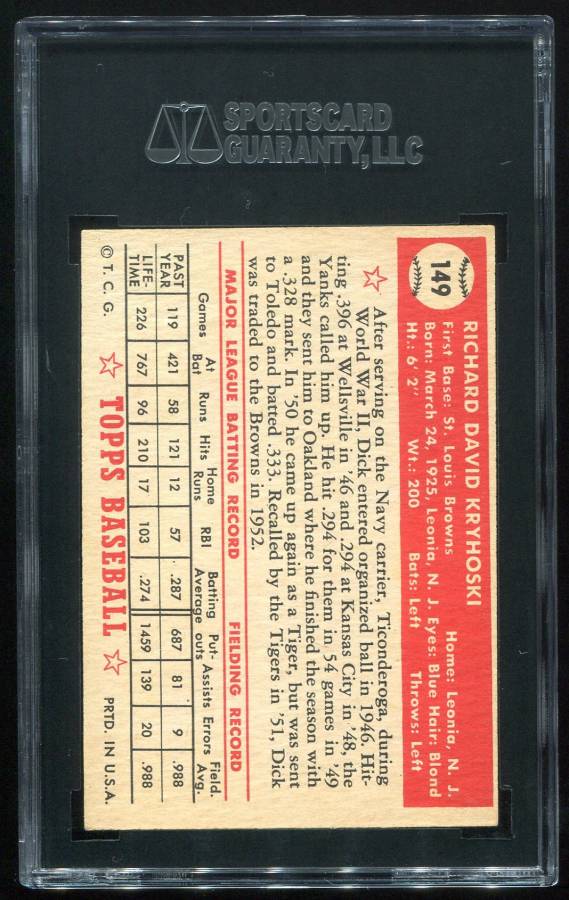 SPORTSCARD
GUARANTY, LLC
149
RICHARD DAVID KRYHOSKI
First Base: St. Louis Browns Home: Leonia, N. J.
Born: March 24, 1925, Leonia, N. J. Eyes: Blue Hair: Blond
Ht.: 6' 2" Wt.: 200 Bats: Left Throws: Left
After serving on the Navy carrier, Ticonderoga, during
World War II, Dick entered organized ball in 1946. Hit-
ting .396 at Wellsville in '46 and .294 at Kansas City in '48, the
Yanks called him up. He hit .294 for them in 54 games in '49
and they sent him to Oakland where he finished the season with
a .328 mark. In '50 he came up again as a Tiger, but was sent
to Toledo and batted .333. Recalled by the Tigers in '51, Dick
was traded to the Browns in 1952.
MAJOR LEAGUE BATTING RECORD FIELDING RECORD
Games At Bat Runs Hits Home Runs RBI Batting Average Put-outs Assists Errors Field. Avg.
PAST YEAR 119 421 58 121 12 57 .287 687 81 9 .988
LIFE-TIME 226 767 96 210 17 103 .274 1459 139 20 .988
© T. C. G. TOPPS BASEBALL PRTD. IN U.S.A.